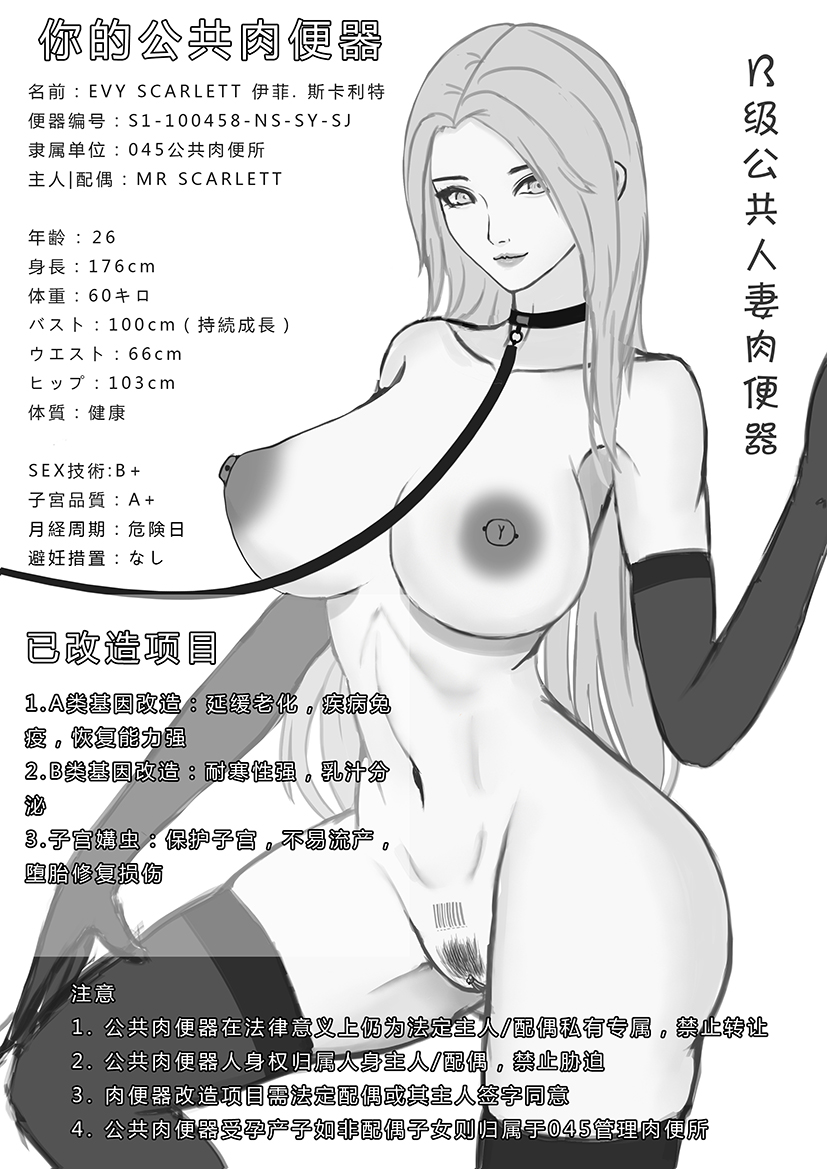 你的公共肉便器
名前：EVY SCARLETT 伊菲. 斯卡利特
便器编号：S1-100458-NS-SY-SJ
隶属单位：045公共肉便所
主人|配偶：MR SCARLETT
年龄：26
身長：176cm
体重：60キロ
バスト：100cm（持続成長）
ウエスト：66cm
ヒップ：103cm
体質：健康
SEX技術:B+
子宮品質：A+
月経周期：危険日
避妊措置：なし
B级公共人妻肉便器
已改造项目
1.A类基因改造：延缓老化，疾病免
疫，恢复能力强
2.B类基因改造：耐寒性强，乳汁分
泌
3.子宫媾虫：保护子宫，不易流产，
堕胎修复损伤
注意
1. 公共肉便器在法律意义上仍为法定主人/配偶私有专属，禁止转让
2. 公共肉便器人身权归属人身主人/配偶，禁止胁迫
3. 肉便器改造项目需法定配偶或其主人签字同意
4. 公共肉便器受孕产子如非配偶子女则归属于045管理肉便所
Y